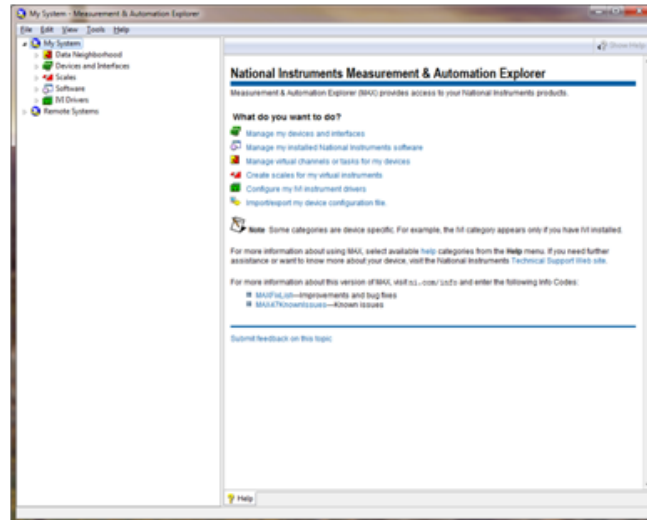 My System - Measurement & Automation Explorer
File Edit View Tools Help
My System
Data Neighborhood
Devices and Interfaces
Scales
Software
IVI Drivers
Remote Systems
Show Help
National Instruments Measurement & Automation Explorer
Measurement & Automation Explorer (MAX) provides access to your National Instruments products.
What do you want to do?
Manage my devices and interfaces
Manage my installed National Instruments software
Manage virtual channels or tasks for my devices
Create scales for my virtual instruments
Configure my IVI instrument drivers
Import/export my device configuration file.
Note Some categories are device specific. For example, the IVI category appears only if you have IVI installed.
For more information about using MAX, select available help categories from the Help menu. If you need further
assistance or want to know more about your device, visit the National Instruments Technical Support Web site.
For more information about this version of MAX, visit ni.com/info and enter the following Info Codes:
MAXFixList—Improvements and bug fixes
MAX47KnownIssues—Known issues
Submit feedback on this topic
Help